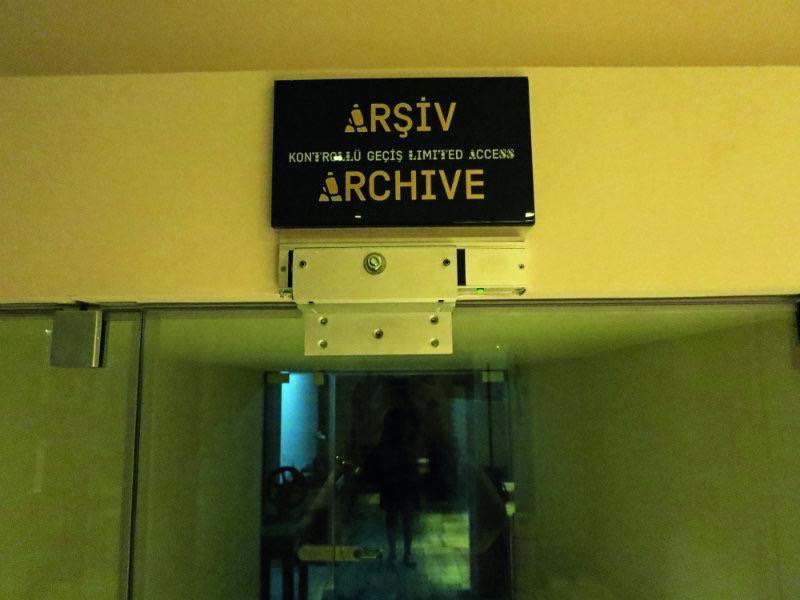 ARŞİV
KONTROLLÜ GEÇİŞ LIMITED ACCESS
ARCHIVE